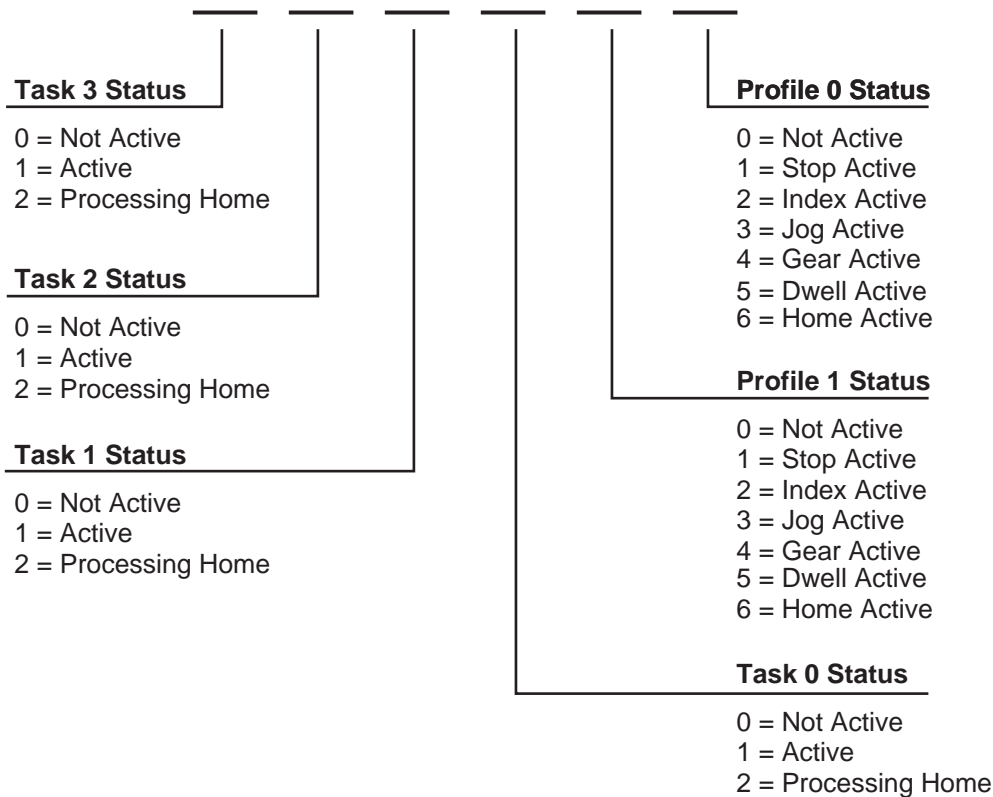 Task 3 Status
0 = Not Active
1 = Active
2 = Processing Home
Task 2 Status
0 = Not Active
1 = Active
2 = Processing Home
Task 1 Status
0 = Not Active
1 = Active
2 = Processing Home
Profile 0 Status
0 = Not Active
1 = Stop Active
2 = Index Active
3 = Jog Active
4 = Gear Active
5 = Dwell Active
6 = Home Active
Profile 1 Status
0 = Not Active
1 = Stop Active
2 = Index Active
3 = Jog Active
4 = Gear Active
5 = Dwell Active
6 = Home Active
Task 0 Status
0 = Not Active
1 = Active
2 = Processing Home